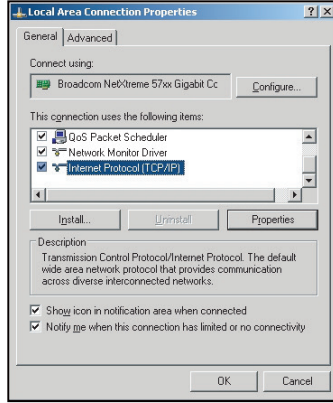 Local Area Connection Properties
General Advanced
Connect using:
Broadcom NetXtreme 57xx Gigabit Cc
Configure...
This connection uses the following items:
QoS Packet Scheduler
Network Monitor Driver
Internet Protocol (TCP/IP)
Install... Uninstall Properties
Description
Transmission Control Protocol/Internet Protocol. The default
wide area network protocol that provides communication
across diverse interconnected networks.
Show icon in notification area when connected
Notify me when this connection has limited or no connectivity
OK Cancel